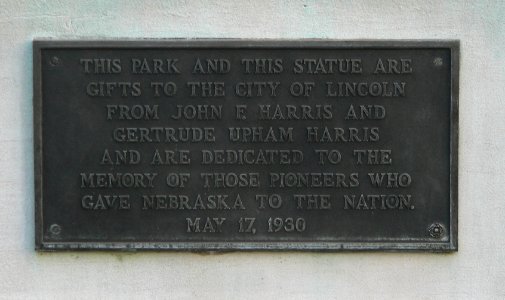 THIS PARK AND THIS STATUE ARE
GIFTS TO THE CITY OF LINCOLN
FROM JOHN F. HARRIS AND
GERTRUDE UPHAM HARRIS
AND ARE DEDICATED TO THE
MEMORY OF THOSE PIONEERS WHO
GAVE NEBRASKA TO THE NATION.
MAY 17, 1930